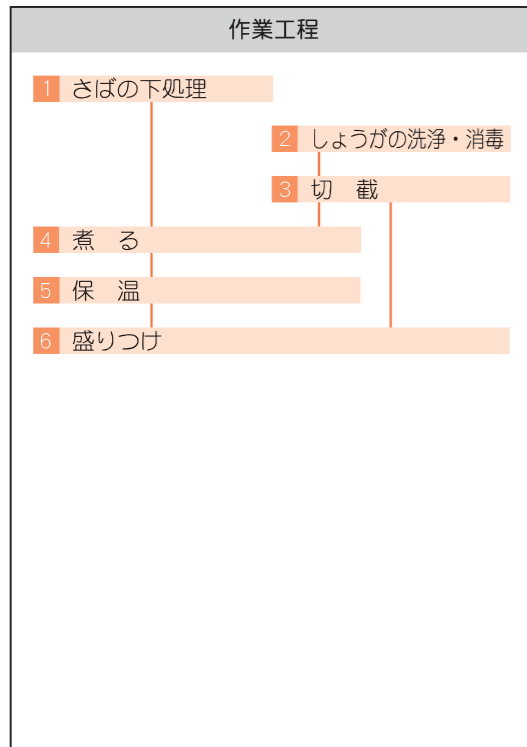 作業工程
1 さばの下処理
2 しょうがの洗浄・消毒
3 切　截
4 煮　る
5 保　温
6 盛りつけ